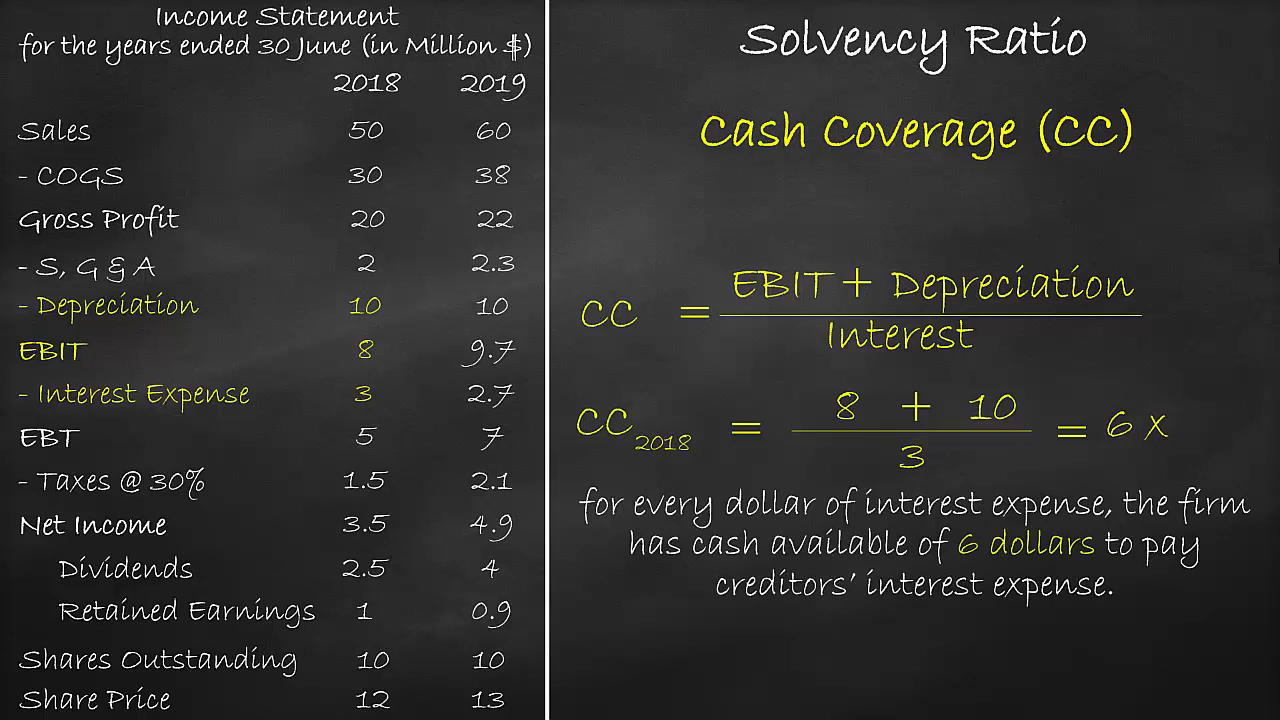 Income Statement
for the years ended 30 June (in Million $)
2018 2019
Sales 50 60
- COGS 30 38
Gross Profit 20 22
- S, G & A 2 2.3
- Depreciation 10 10
EBIT 8 9.7
- Interest Expense 3 2.7
EBT 5 7
- Taxes @ 30% 1.5 2.1
Net Income 3.5 4.9
Dividends 2.5 4
Retained Earnings 1 0.9
Shares Outstanding 10 10
Share Price 12 13
Solvency Ratio
Cash Coverage (CC)
EBIT + Depreciation
CC =
Interest
8 + 10
CC2018 = = 6 x
3
for every dollar of interest expense, the firm
has cash available of 6 dollars to pay
creditors' interest expense.